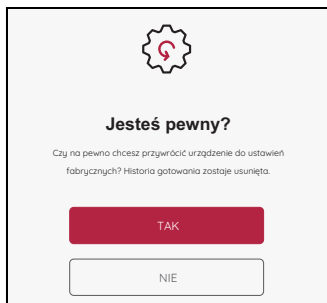 Jesteś pewny?
Czy na pewno chcesz przywrócić urządzenie do ustawień
fabrycznych? Historia gotowania zostaje usunięta.
TAK
NIE